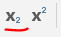 x₂ x²